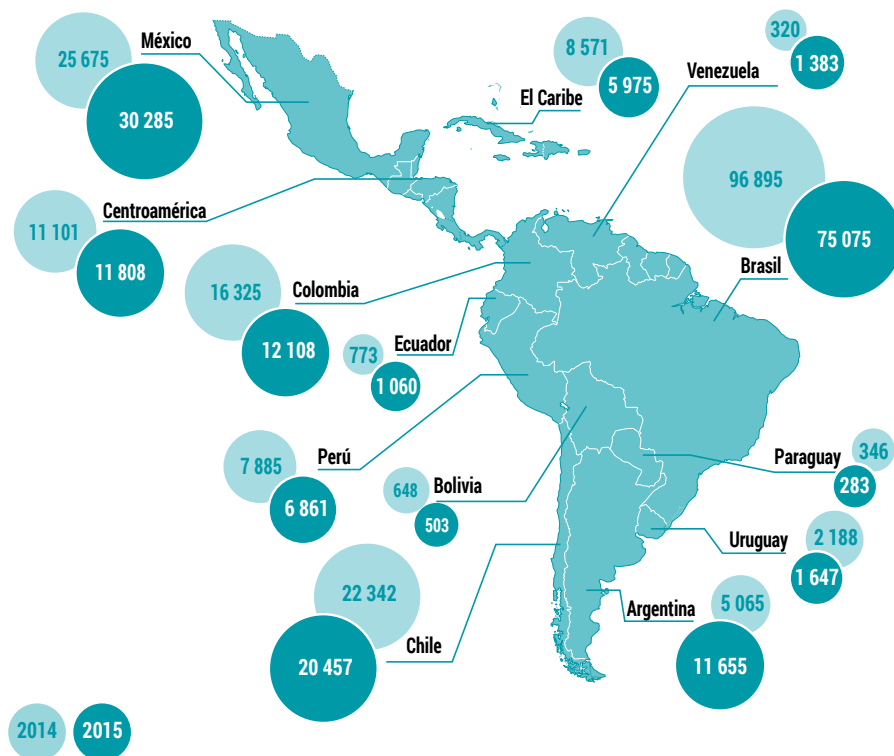 México
25 675
30 285
8 571
5 975
El Caribe
320
1 383
Venezuela
96 895
75 075
Brasil
Centroamérica
11 101
11 808
16 325
12 108
Colombia
773
1 060
Ecuador
7 885
6 861
Perú
648
503
Bolivia
346
283
Paraguay
2 188
1 647
Uruguay
22 342
20 457
Chile
5 065
11 655
Argentina
2014
2015